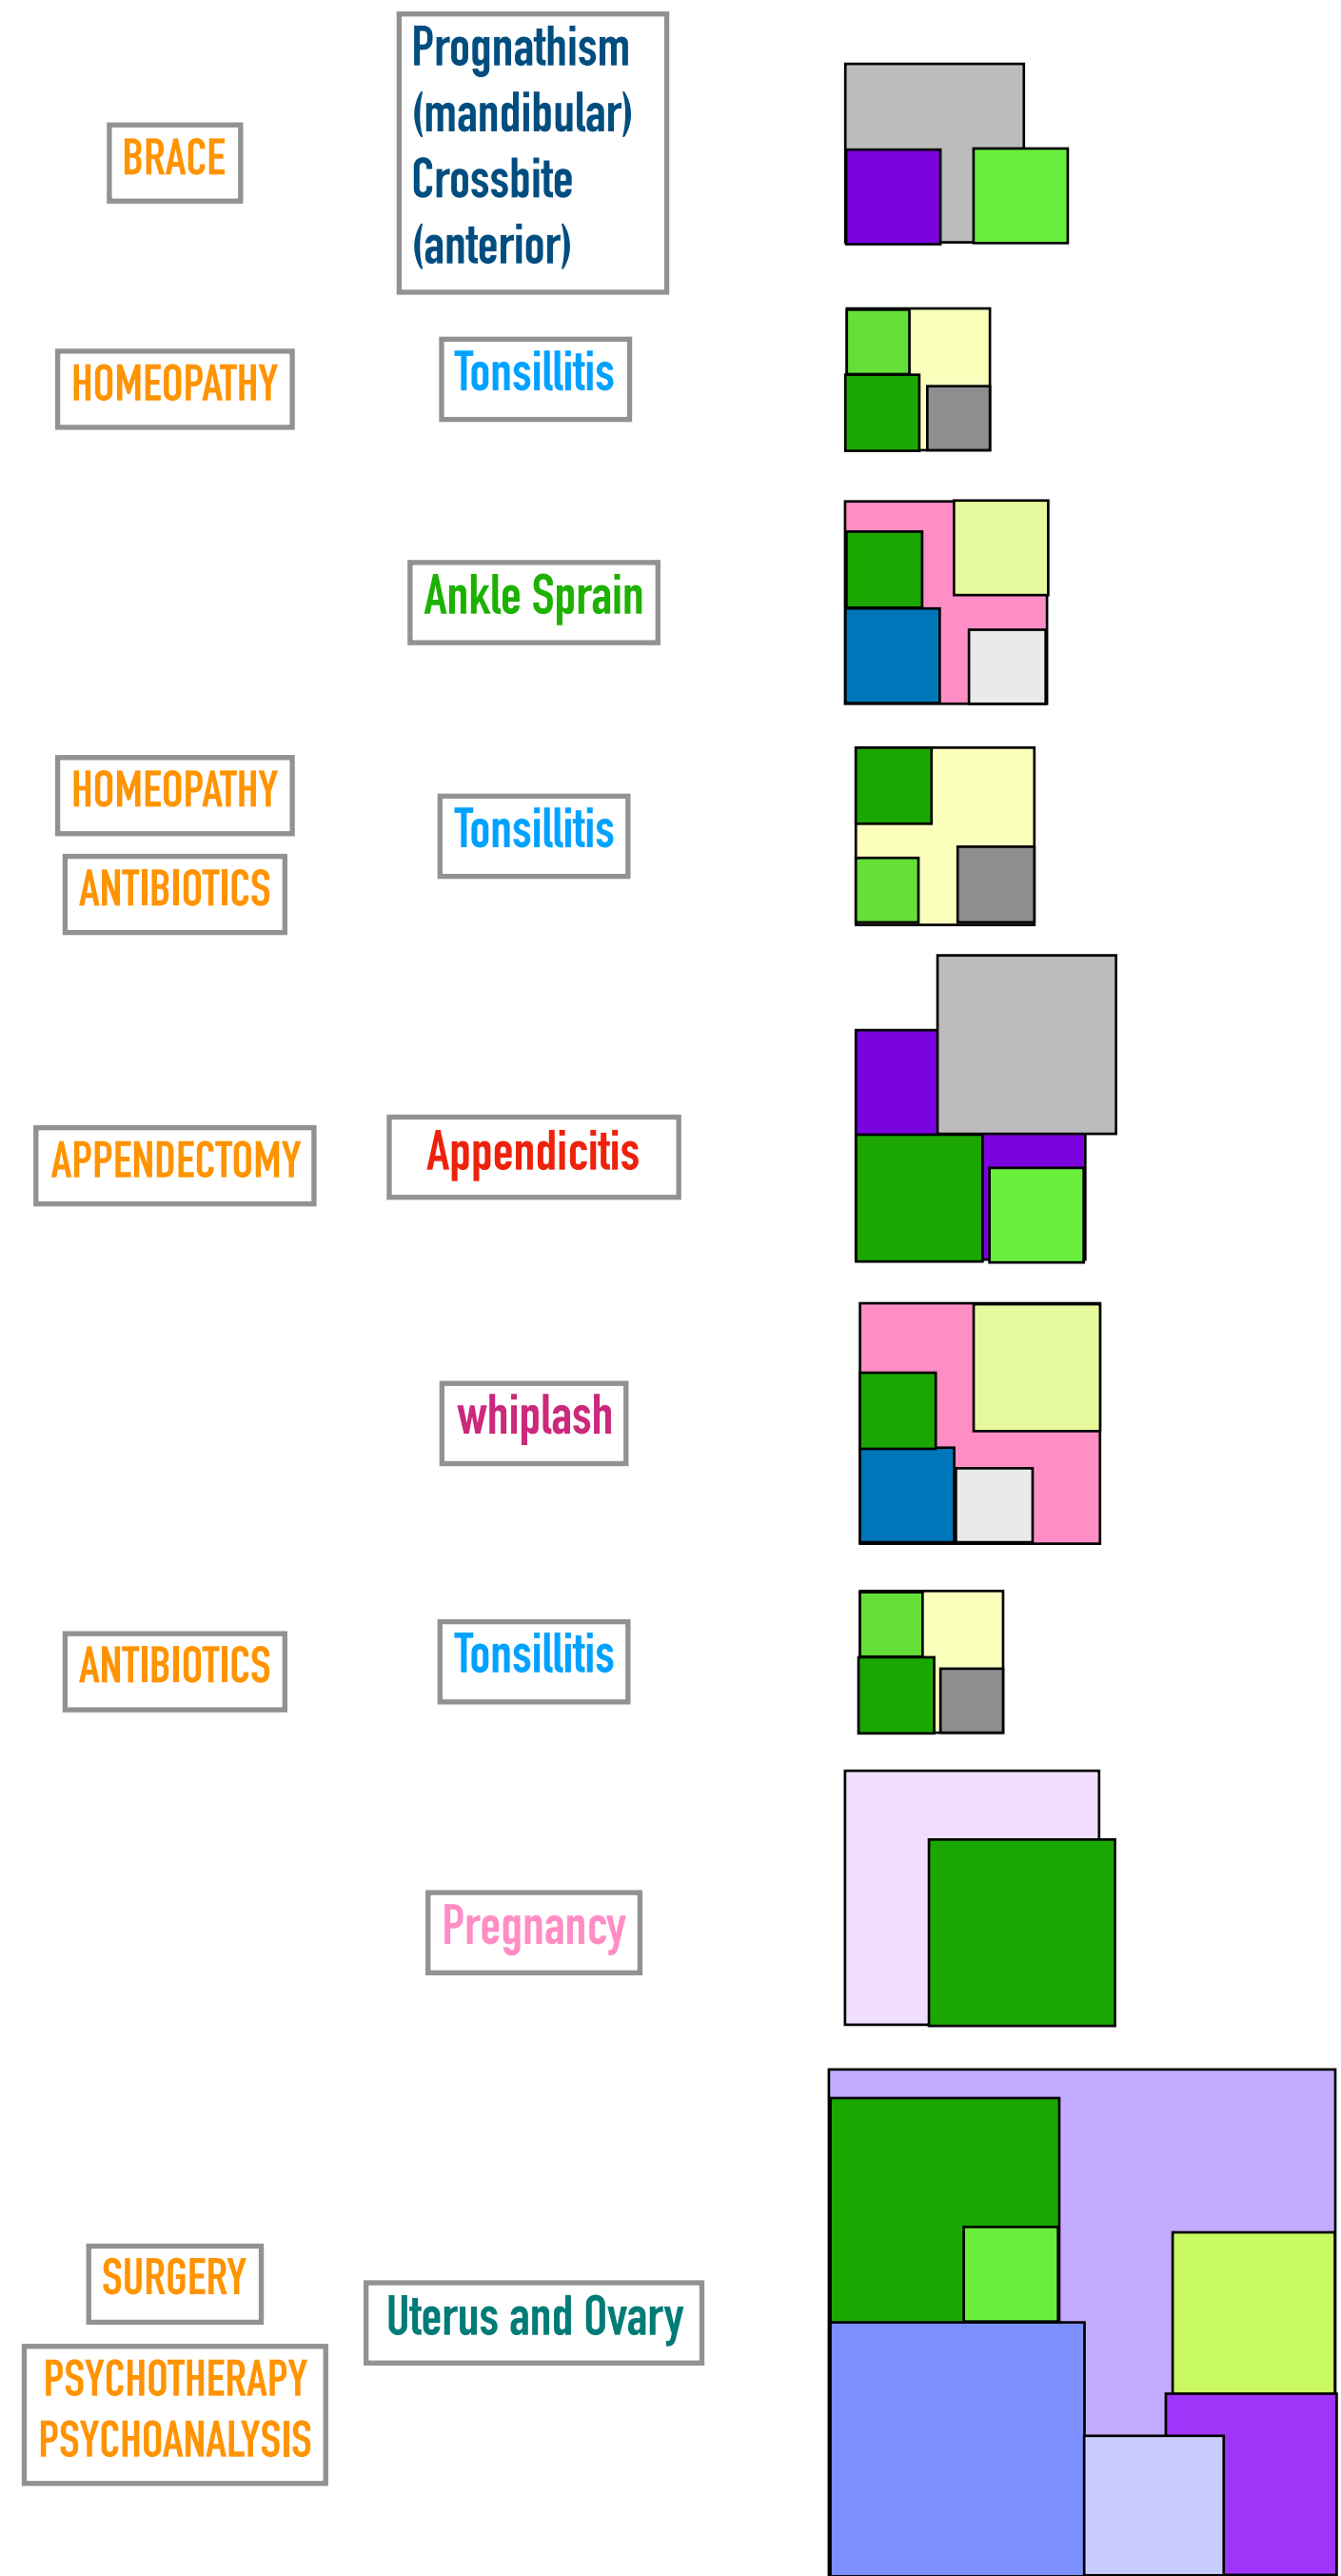 BRACE
Prognathism
(mandibular)
Crossbite
(anterior)
HOMEOPATHY
Tonsillitis
Ankle Sprain
HOMEOPATHY
ANTIBIOTICS
Tonsillitis
APPENDECTOMY
Appendicitis
whiplash
ANTIBIOTICS
Tonsillitis
Pregnancy
SURGERY
PSYCHOTHERAPY
PSYCHOANALYSIS
Uterus and Ovary